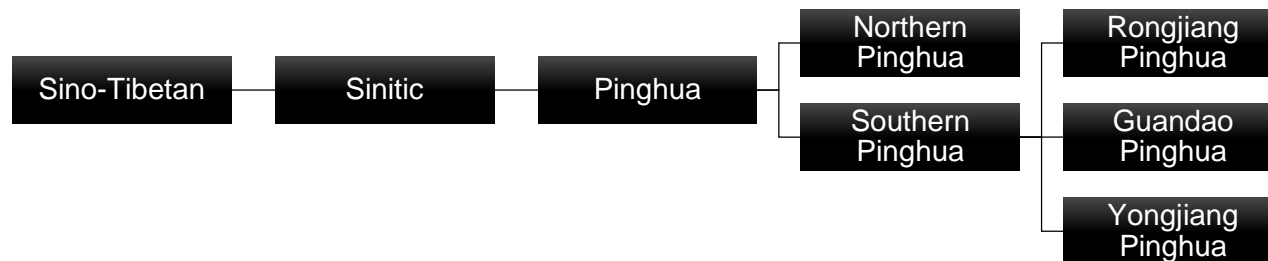 Sino-Tibetan
Sinitic
Pinghua
Northern
Pinghua
Southern
Pinghua
Rongjiang
Pinghua
Guandao
Pinghua
Yongjiang
Pinghua